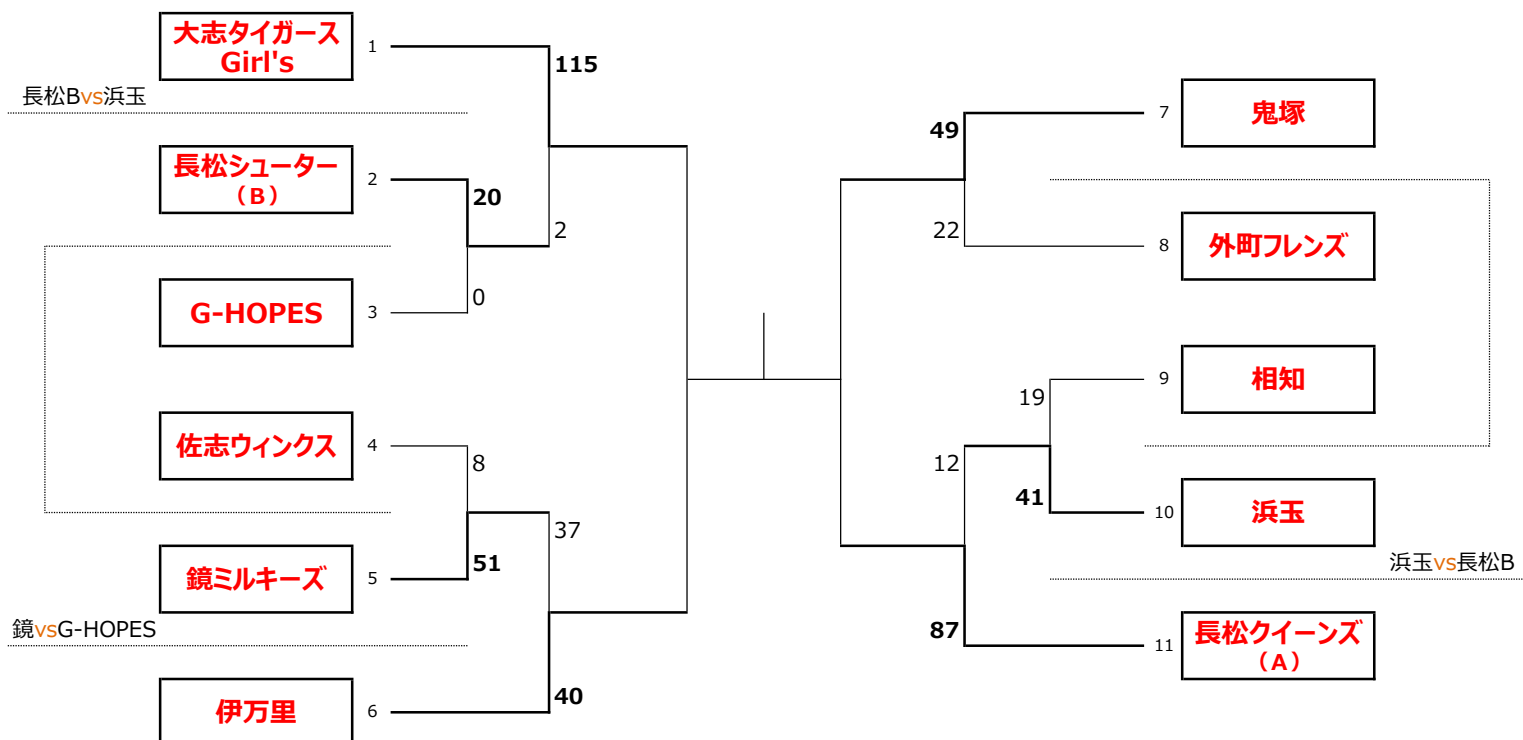 大志タイガース
Girl's
1
115
長松Bvs浜玉
長松シューター
（B）
2
20
2
G-HOPES
3
0
佐志ウィンクス
4
8
37
鏡ミルキーズ
5
51
鏡vsG-HOPES
伊万里
6
40
49
7
鬼塚
22
8
外町フレンズ
19
9
相知
12
41
10
浜玉
浜玉vs長松B
87
11
長松クイーンズ
（A）